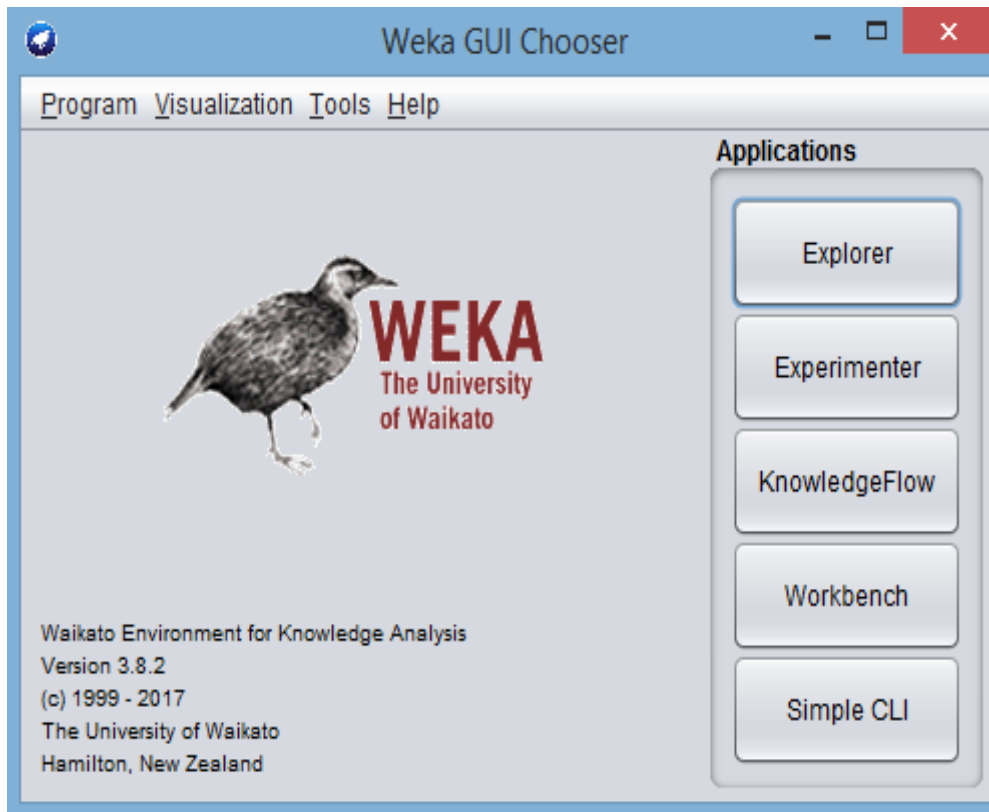 Weka GUI Chooser
Program Visualization Tools Help
Applications
Explorer
Experimenter
KnowledgeFlow
Workbench
Simple CLI
WEKA
The University
of Waikato
Waikato Environment for Knowledge Analysis
Version 3.8.2
(c) 1999 - 2017
The University of Waikato
Hamilton, New Zealand